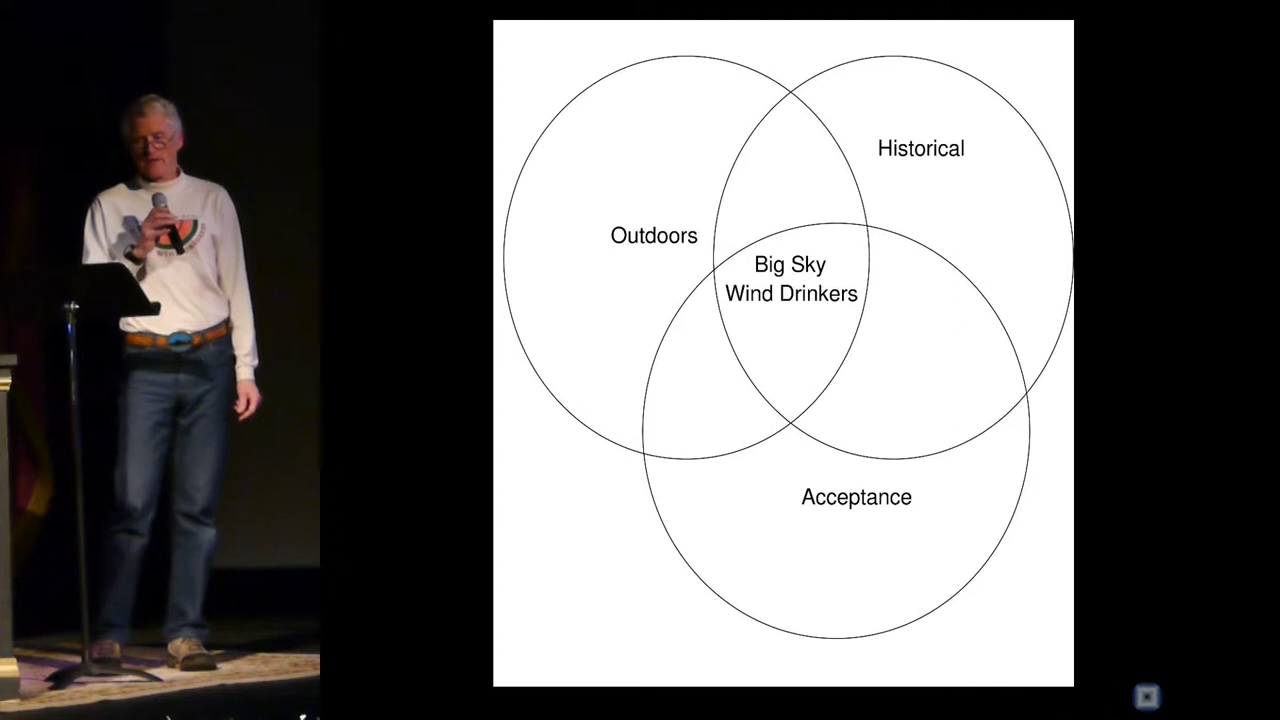 Historical
Outdoors
Big Sky
Wind Drinkers
Acceptance